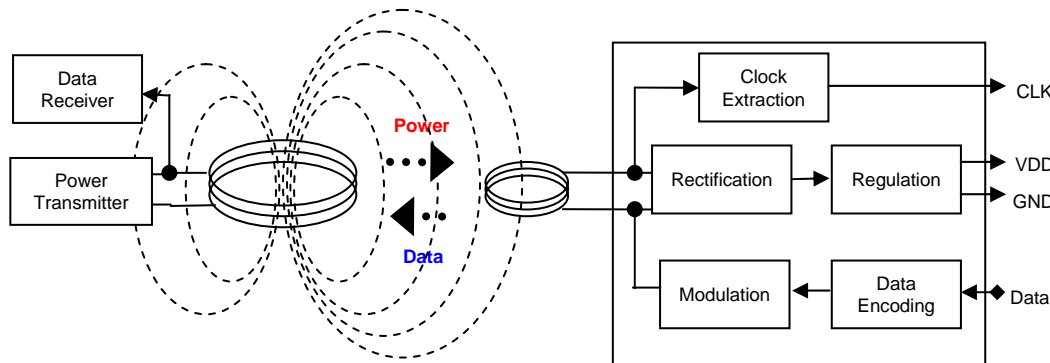 Data
Receiver
Power
Transmitter
Power
Data
Clock
Extraction
CLK
Rectification
Regulation
VDD
GND
Modulation
Data
Encoding
Data